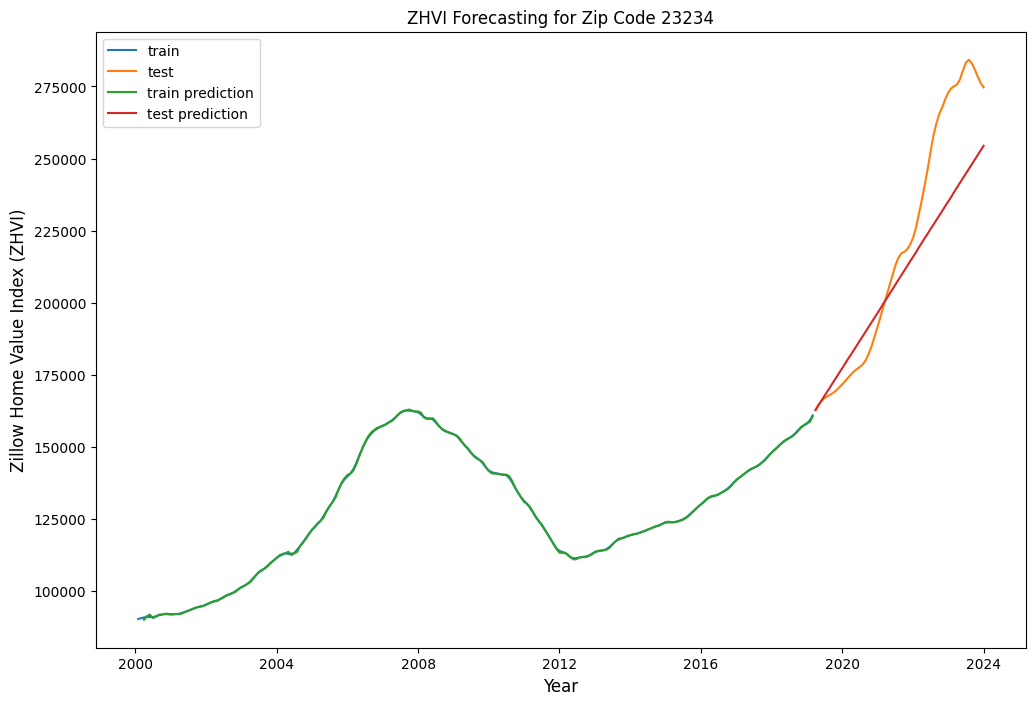 ZHVI Forecasting for Zip Code 23234
train
test
train prediction
test prediction
Zillow Home Value Index (ZHVI)
275000
250000
225000
200000
175000
150000
125000
100000
2000 2004 2008 2012 2016 2020 2024
Year